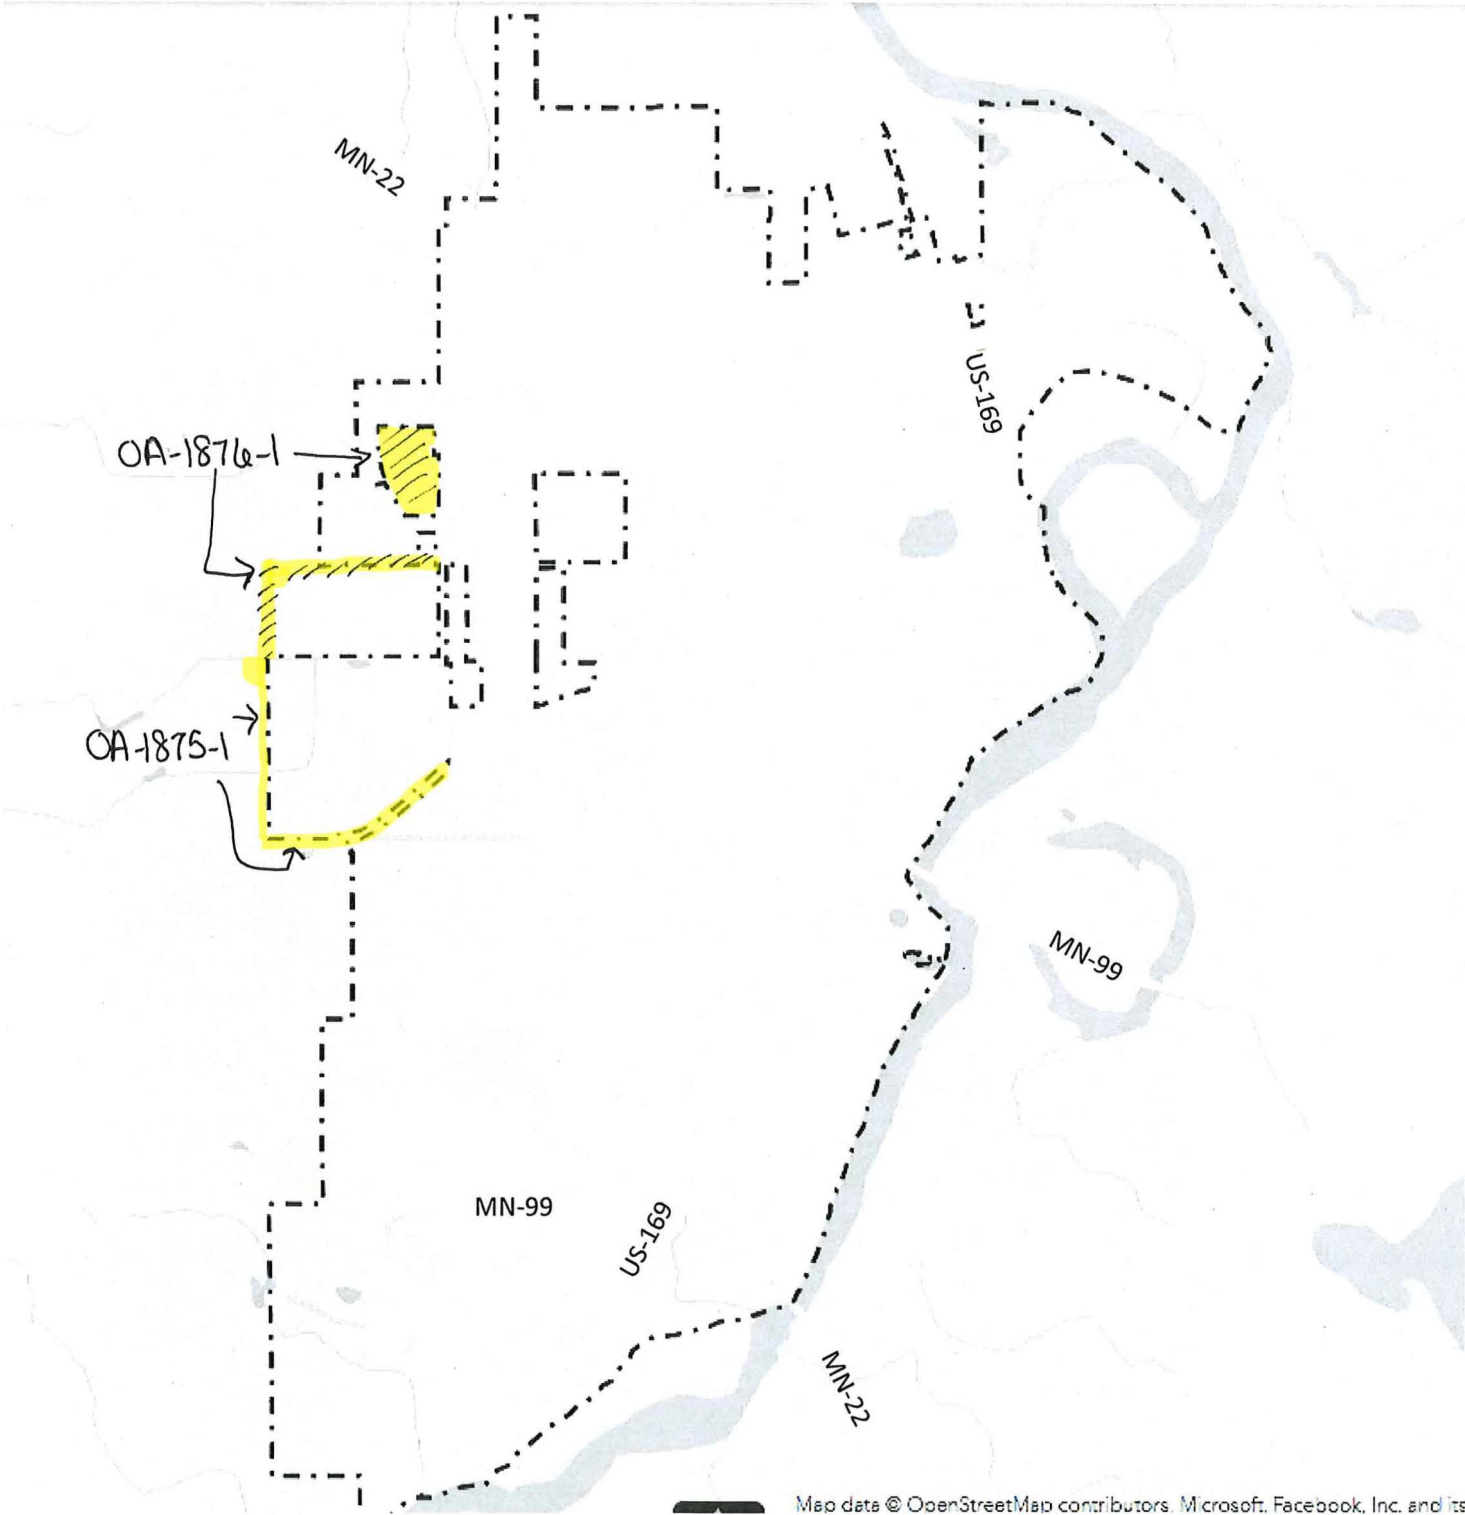 MN-22
US-169
OA-1876-1
OA-1875-1
MN-99
MN-99
US-169
MN-22
Map data © OpenStreetMap contributors, Microsoft, Facebook, Inc. and its